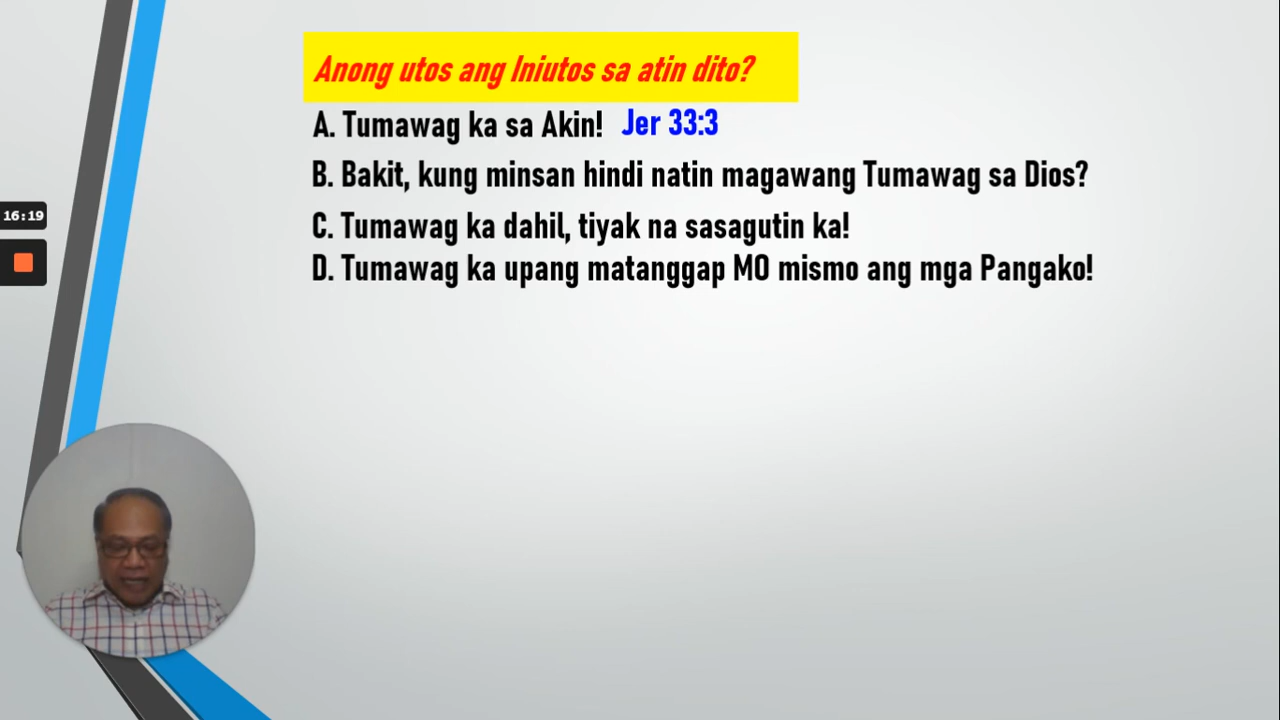 Anong utos ang Iniutos sa atin dito?
A. Tumawag ka sa Akin! Jer 33:3
B. Bakit, kung minsan hindi natin magawang Tumawag sa Dios?
16:19
C. Tumawag ka dahil, tiyak na sasagutin ka!
D. Tumawag ka upang matanggap MO mismo ang mga Pangako!